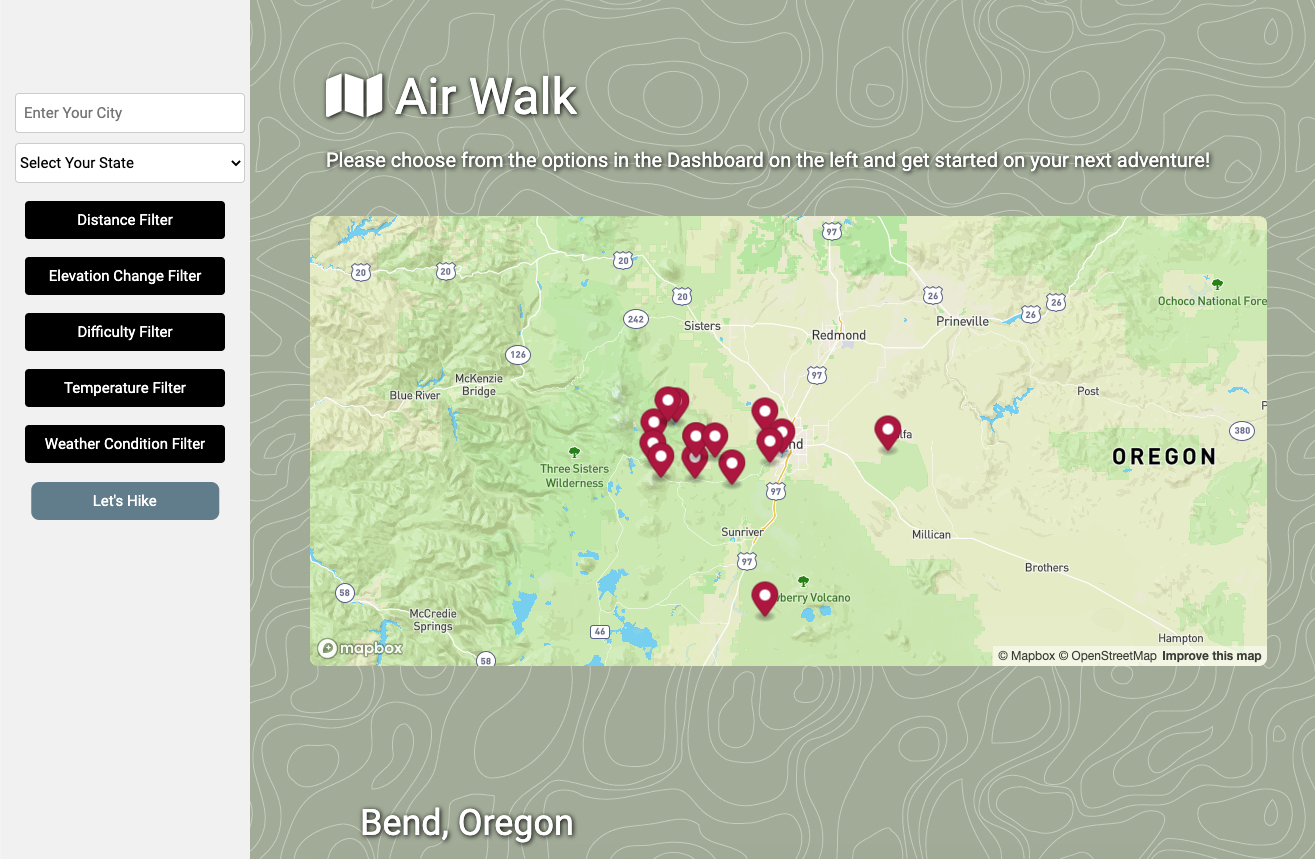 Enter Your City
Select Your State
Distance Filter
Elevation Change Filter
Difficulty Filter
Temperature Filter
Weather Condition Filter
Let's Hike
Air Walk
Please choose from the options in the Dashboard on the left and get started on your next adventure!
97
20
20
20
20
26
26
26
242
Ochoco National Fore
Sisters
Prineville
Redmond
126
97
McKenzie
Bridge
Blue River
Post
380
nd
lfa
OREGON
Three Sisters
Wilderness
97
Sunriver
Millican
97
Brothers
58
wberry Volcano
McCredie
Springs
46
Hampton
58
mapbox
© Mapbox © OpenStreetMap Improve this map
Bend, Oregon